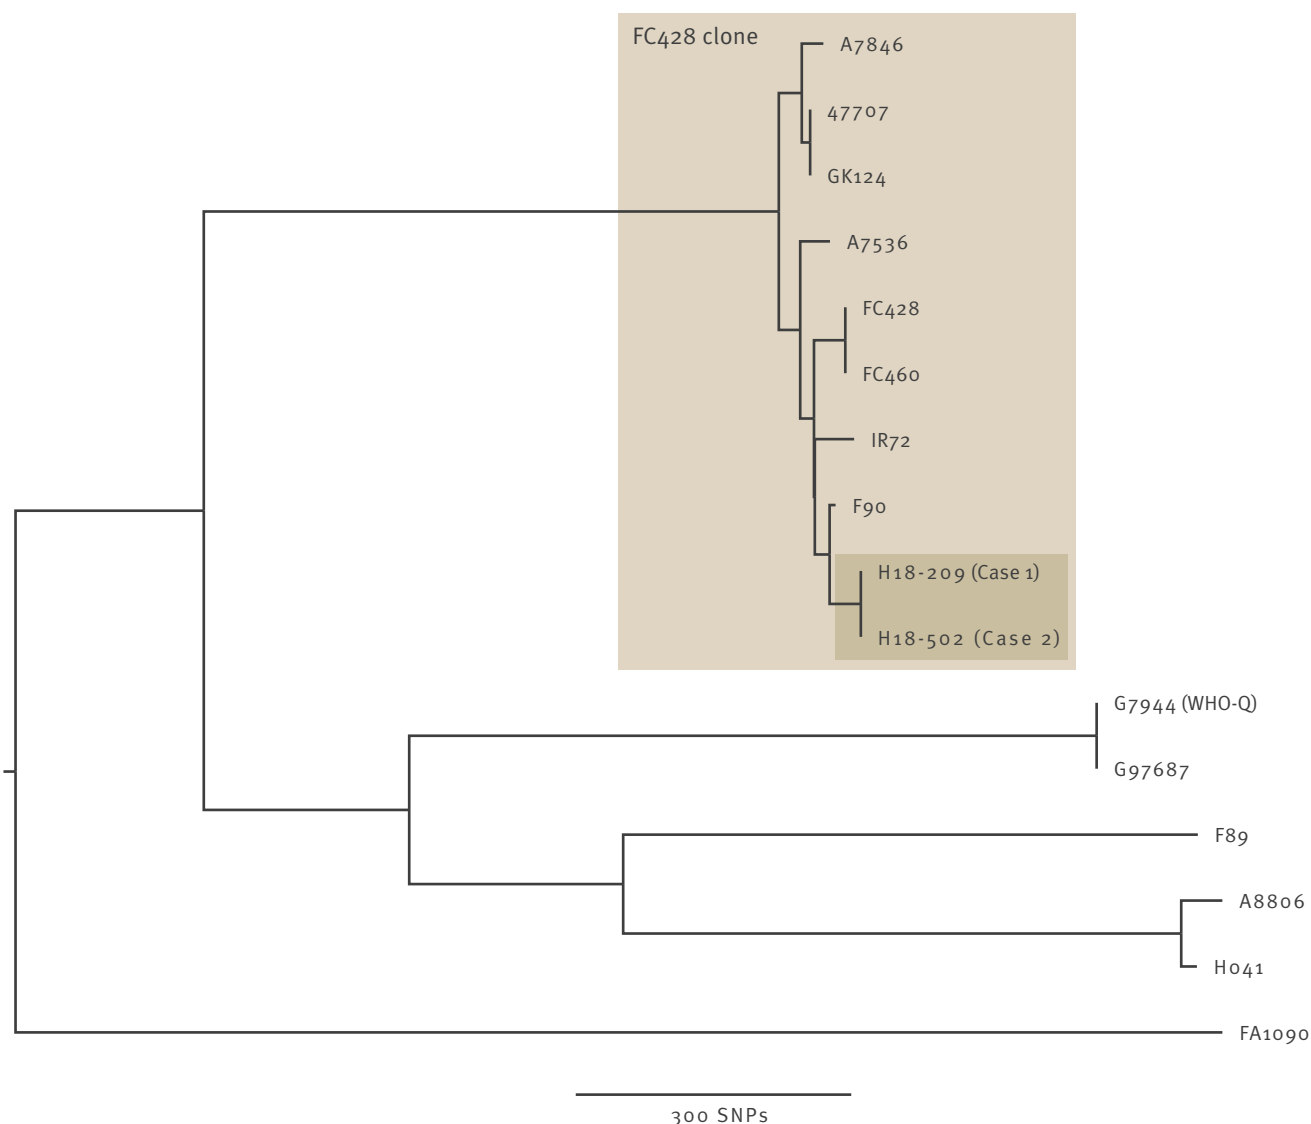 FC428 clone
A7846
47707
GK124
A7536
FC428
FC460
IR72
F90
H18-209 (Case 1)
H18-502 (Case 2)
G7944 (WHO-Q)
G97687
F89
A8806
H041
FA1090
300 SNPs